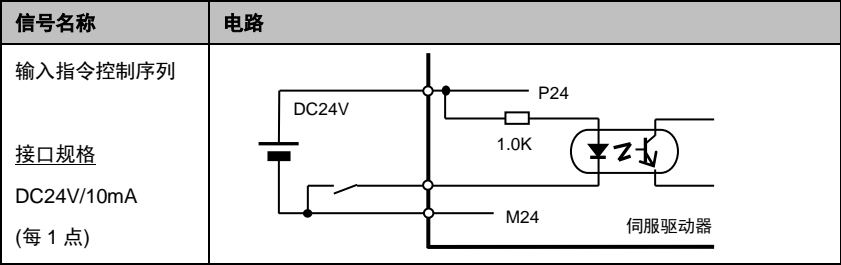 信号名称
电路
输入指令控制序列
接口规格
DC24V/10mA
(每 1 点)
DC24V
P24
1.0K
M24
伺服驱动器